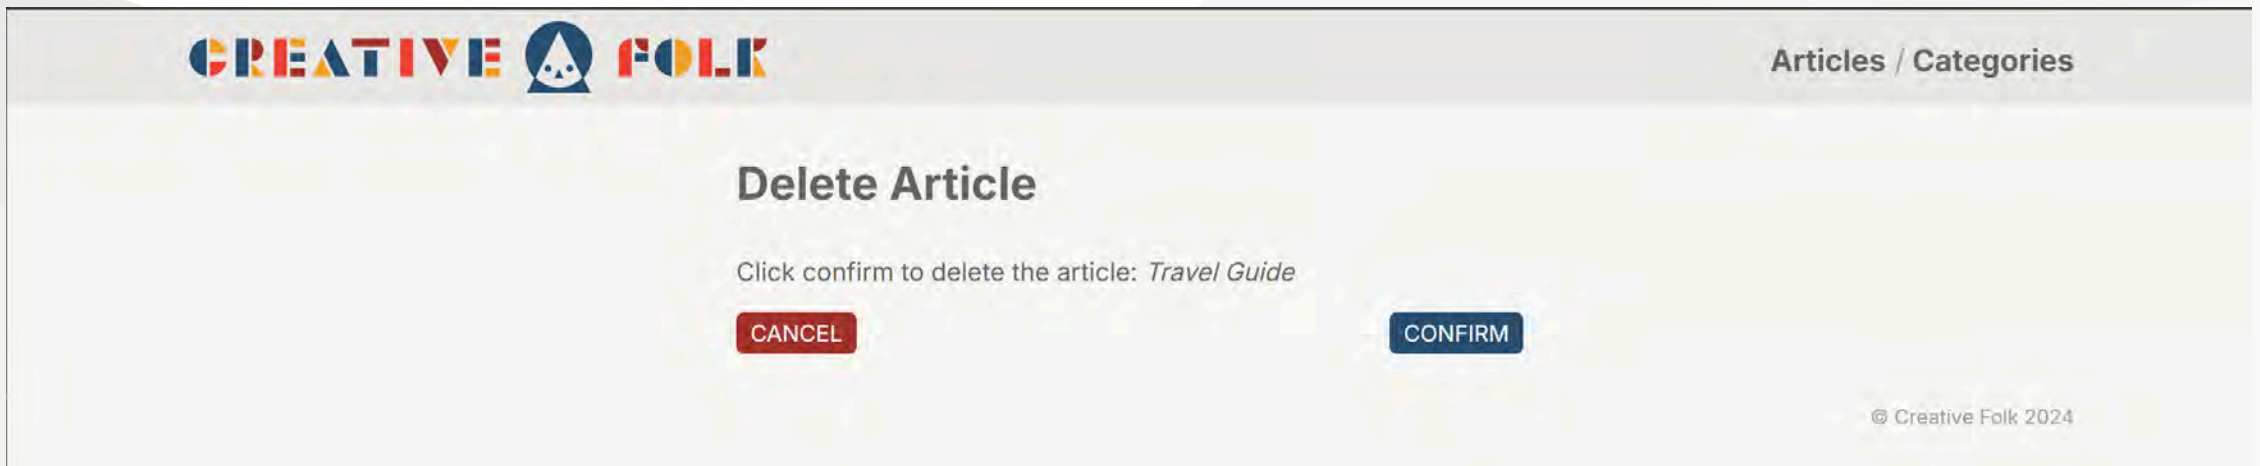 CREATIVE FOLK
Articles / Categories
Delete Article
Click confirm to delete the article: Travel Guide
CANCEL
CONFIRM
© Creative Folk 2024